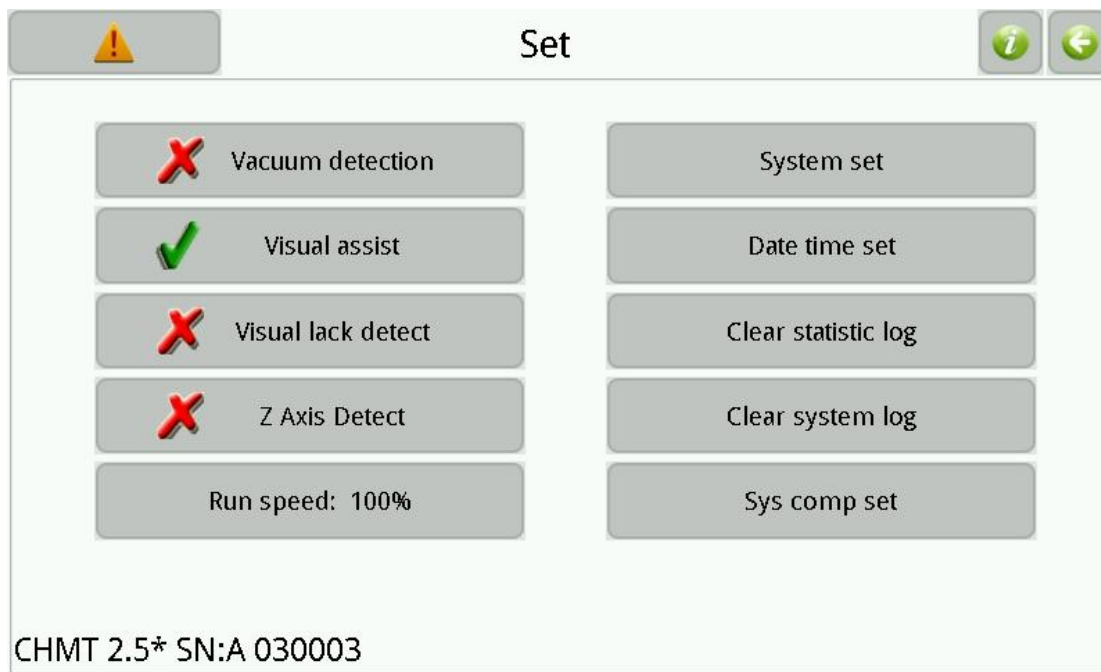 Set
Vacuum detection
System set
Visual assist
Date time set
Visual lack detect
Clear statistic log
Z Axis Detect
Clear system log
Run speed: 100%
Sys comp set
CHMT 2.5* SN:A 030003